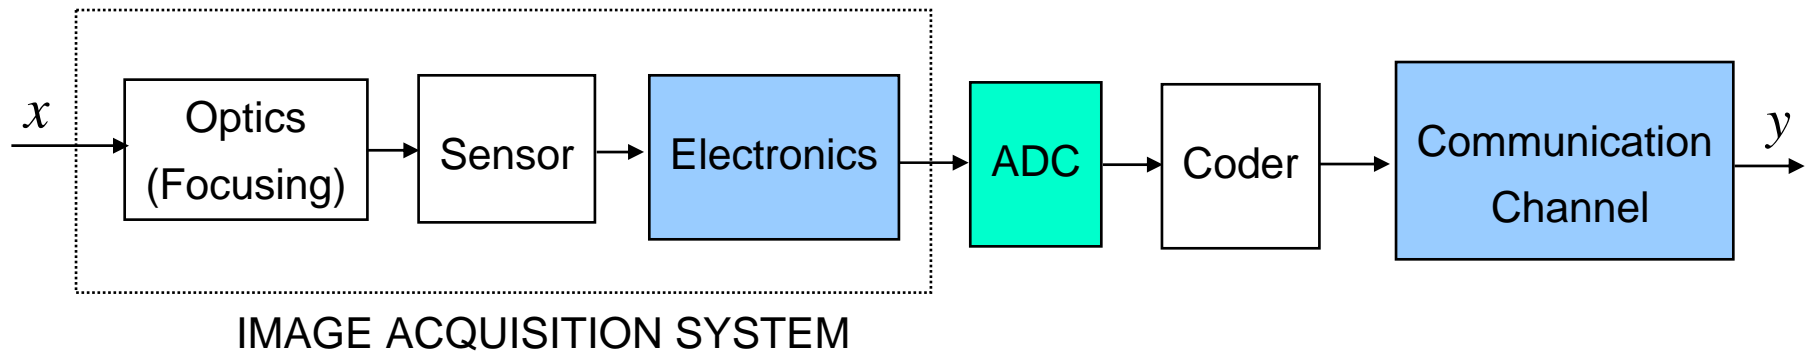 x
Optics
(Focusing)
Sensor
Electronics
ADC
Coder
Communication
Channel
y
IMAGE ACQUISITION SYSTEM